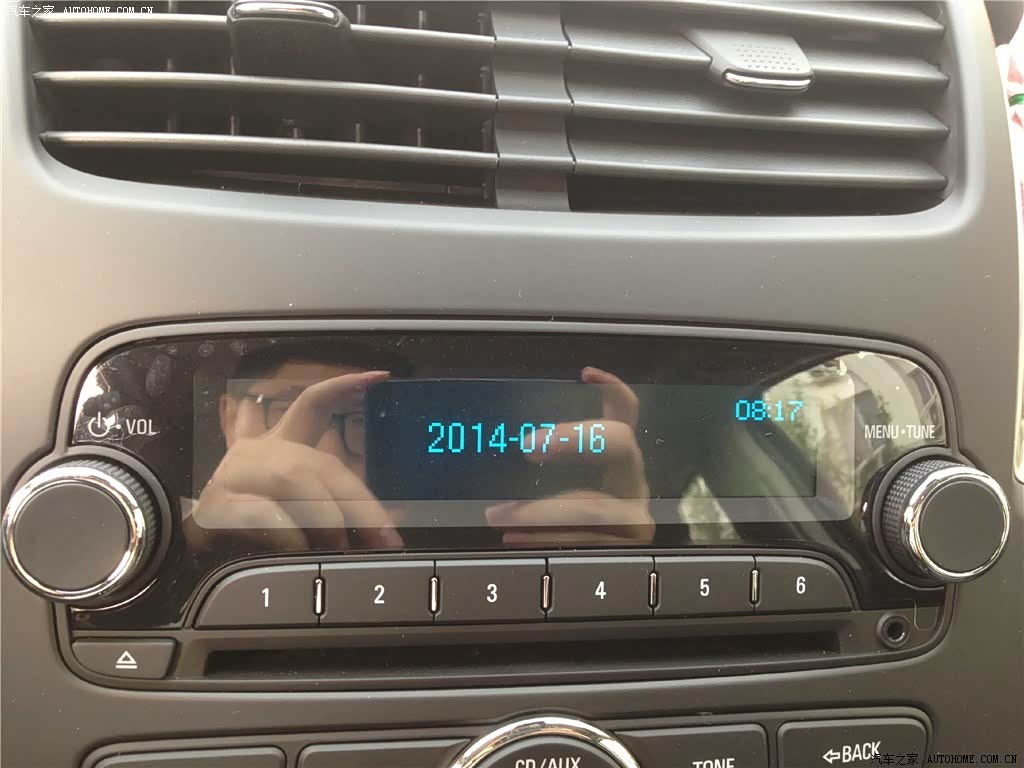 汽车之家 AUTOHOME.COM.CN
08:17
VOL
2014-07-16
MENU•TUNE
1 2 3 4 5 6
CD/AUX
TONE
BACK
汽车之家 AUTOHOME.COM.CN